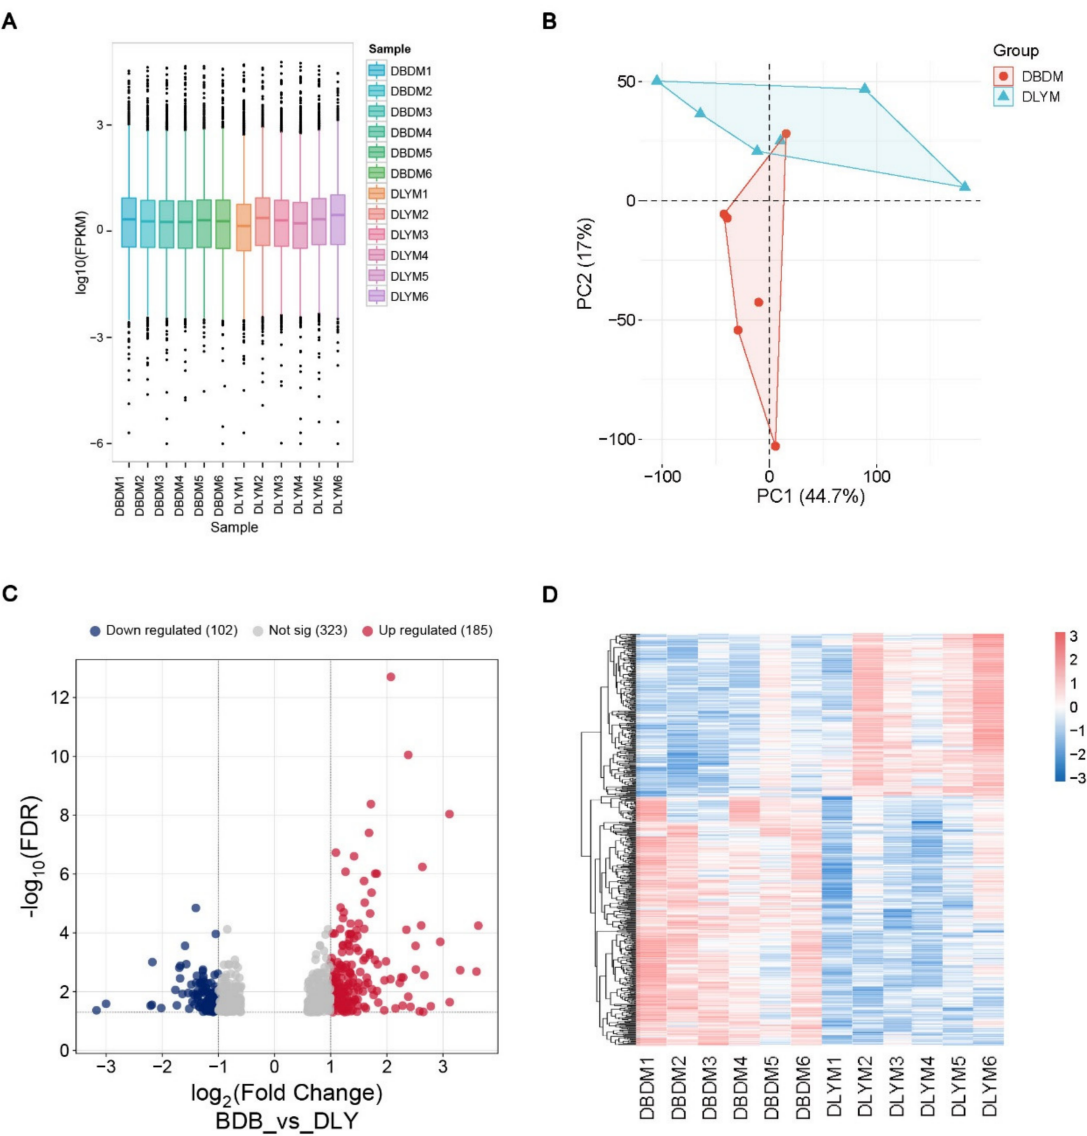 A
Sample
DBDM1
DBDM2
DBDM3
DBDM4
DBDM5
DBDM6
DLYM1
DLYM2
DLYM3
DLYM4
DLYM5
DLYM6
log10(FPKM)
3
0
−3
−6
DBDM1
DBDM2
DBDM3
DBDM4
DBDM5
DBDM6
DLYM1
DLYM2
DLYM3
DLYM4
DLYM5
DLYM6
Sample
B
Group
DBDM
DLYM
PC2 (17%)
50
0
−50
−100
−100
0
100
PC1 (44.7%)
C
Down regulated (102)
Not sig (323)
Up regulated (185)
-log10(FDR)
12
10
8
6
4
2
0
−3
−2
−1
0
1
2
3
log2(Fold Change)
BDB_vs_DLY
D
3
2
1
0
−1
−2
−3
DBDM1
DBDM2
DBDM3
DBDM4
DBDM5
DBDM6
DLYM1
DLYM2
DLYM3
DLYM4
DLYM5
DLYM6